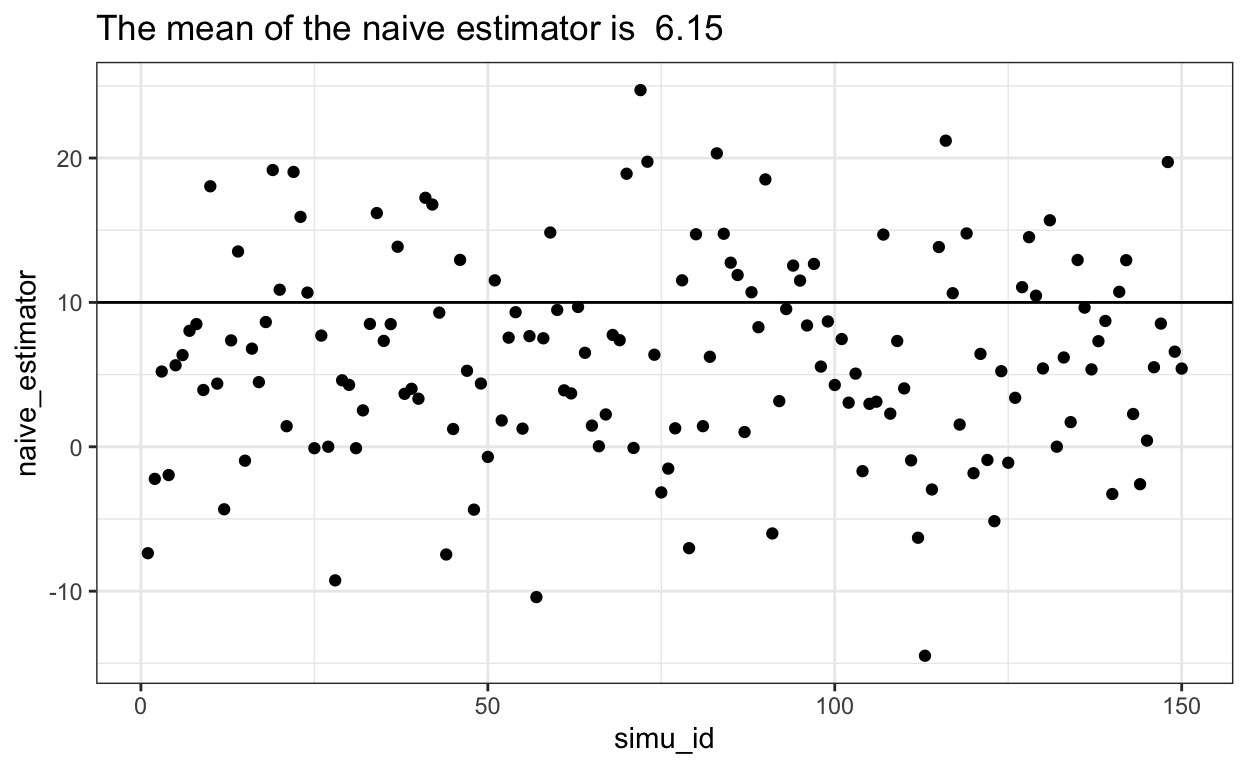 The mean of the naive estimator is  6.15
naive_estimator
20
10
0
-10
0 50 100 150
simu_id